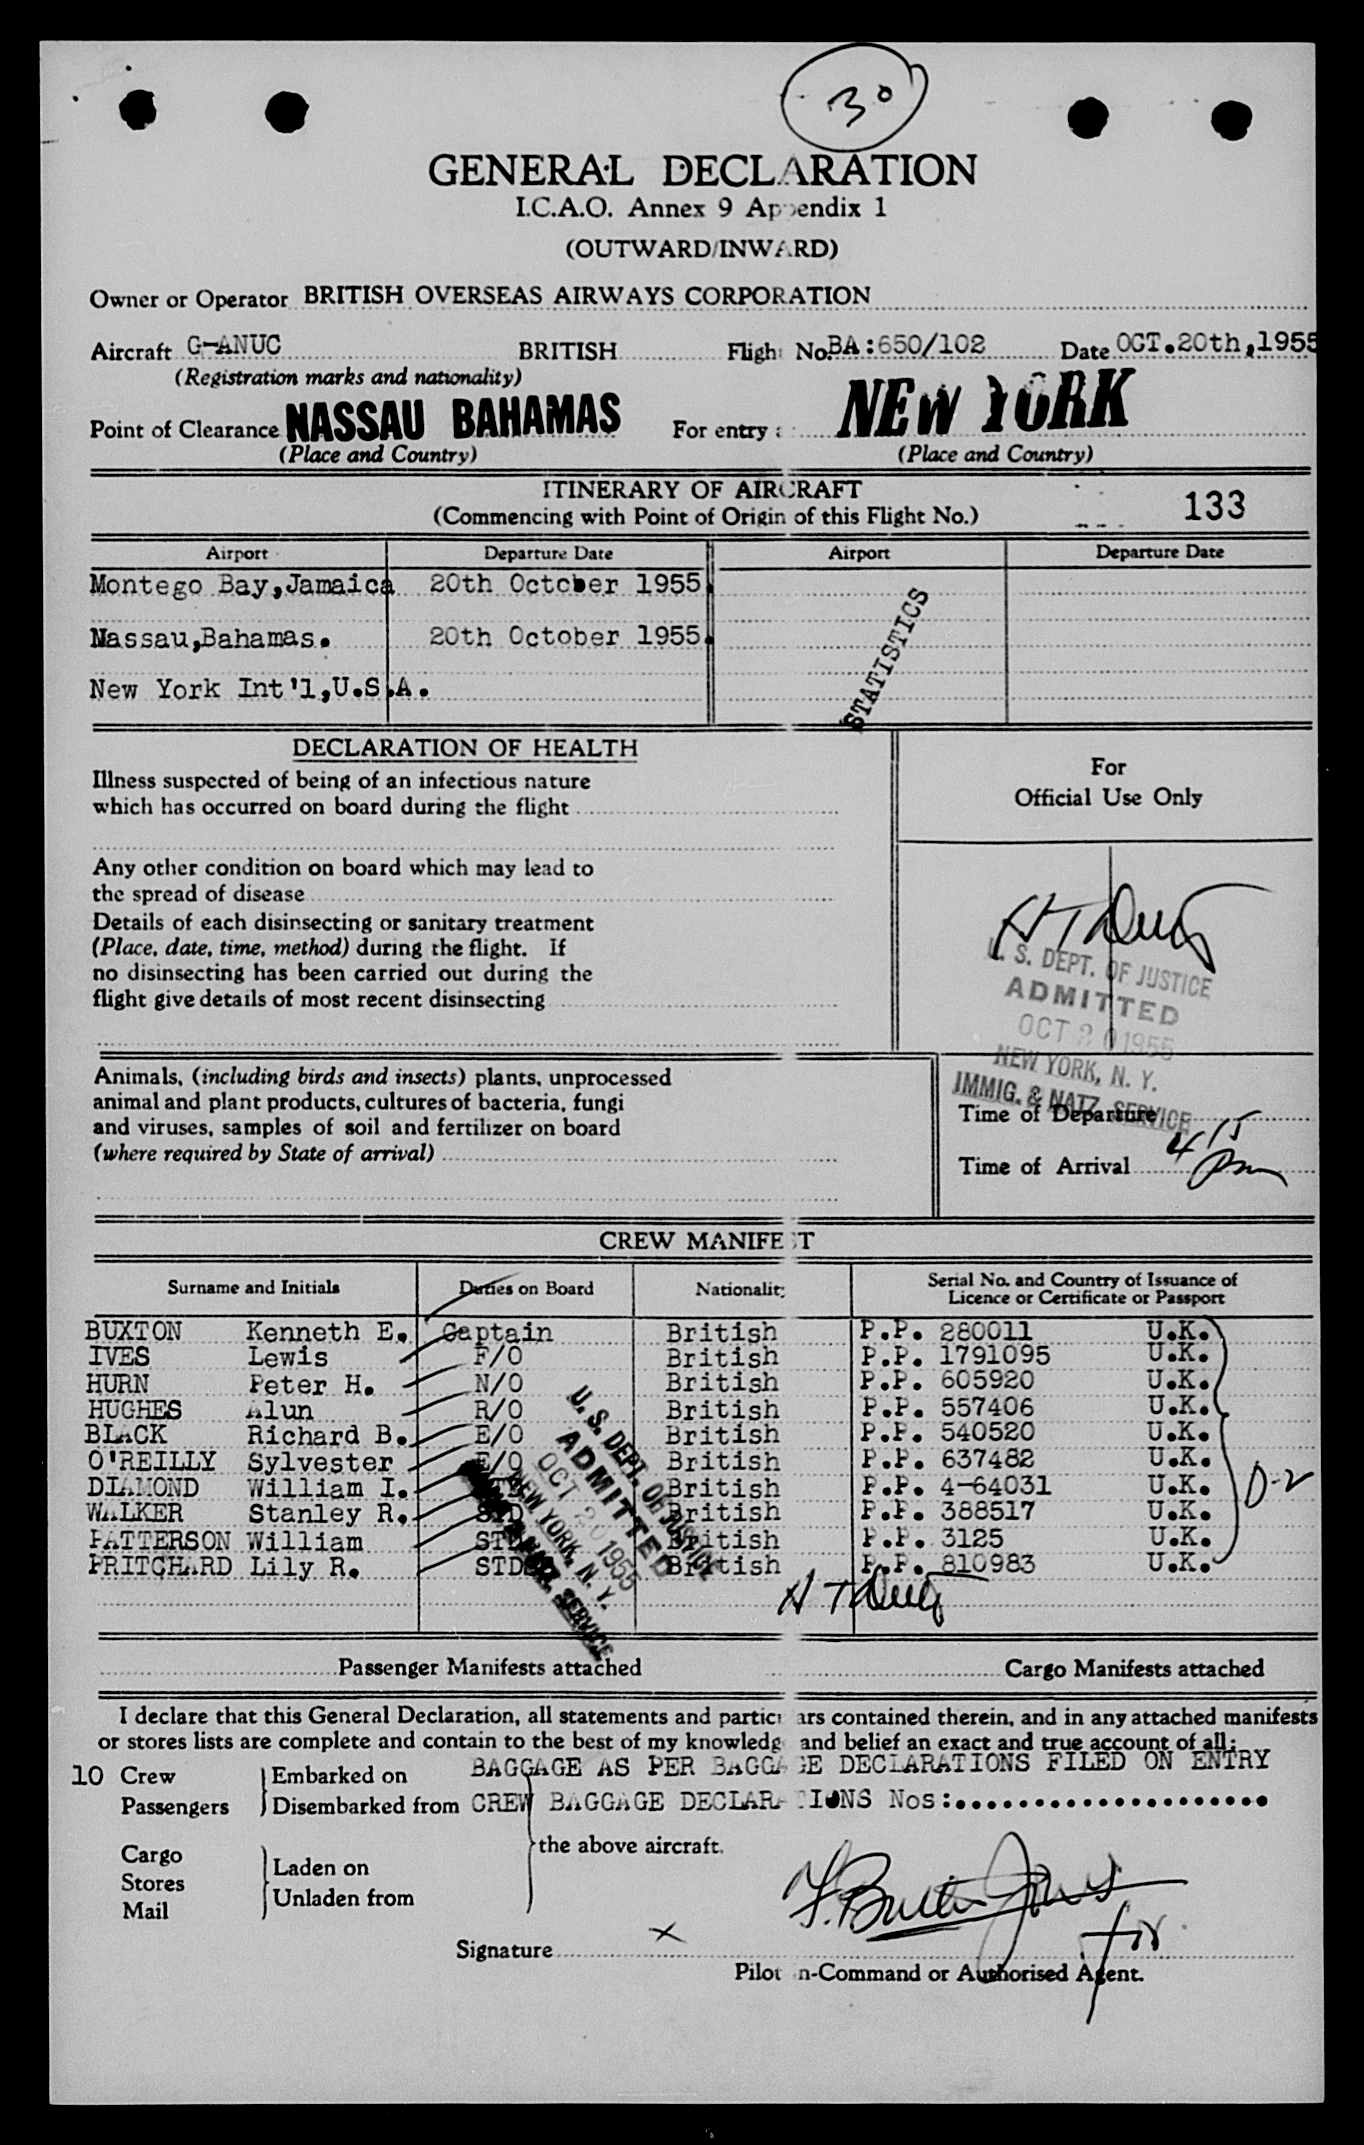 30
GENERAL DECLARATION
I.C.A.O. Annex 9 Appendix 1
(OUTWARD/INWARD)
Owner or Operator BRITISH OVERSEAS AIRWAYS CORPORATION
Aircraft G-ANUC BRITISH Flight No. BA:650/102 Date OCT.20th,1955
(Registration marks and nationality)
Point of Clearance NASSAU BAHAMAS For entry NEW YORK
(Place and Country) (Place and Country)
ITINERARY OF AIRCRAFT
(Commencing with Point of Origin of this Flight No.) 133
Airport Departure Date Airport Departure Date
Montego Bay,Jamaica 20th October 1955.
Nassau,Bahamas. 20th October 1955.
New York Int'l,U.S.A.
STATISTICS
DECLARATION OF HEALTH
Illness suspected of being of an infectious nature
which has occurred on board during the flight
Any other condition on board which may lead to
the spread of disease
Details of each disinsecting or sanitary treatment
(Place, date, time, method) during the flight. If
no disinsecting has been carried out during the
flight give details of most recent disinsecting
For
Official Use Only
U. S. DEPT. OF JUSTICE
ADMITTED
OCT 20 1955
NEW YORK, N. Y.
IMMIG. & NATZ. SERVICE
Animals, (including birds and insects) plants, unprocessed
animal and plant products, cultures of bacteria, fungi
and viruses, samples of soil and fertilizer on board
(where required by State of arrival)
Time of Departure
Time of Arrival 4 15 pm
CREW MANIFEST
Surname and Initials Duties on Board Nationality Serial No. and Country of Issuance of
Licence or Certificate or Passport
BUXTON Kenneth E. Captain British P.P. 280011 U.K.
IVES Lewis F/O British P.P. 1791095 U.K.
HURN Peter H. N/O British P.P. 605920 U.K.
HUGHES Alun R/O British P.P. 557406 U.K.
BLACK Richard B. E/O British P.P. 540520 U.K.
O'REILLY Sylvester E/O British P.P. 637482 U.K.
DIAMOND William I. British P.P. 4-64031 U.K. D-2
WALKER Stanley R. STD British P.P. 388517 U.K.
PATTERSON William STD British P.P. 3125 U.K.
PRITCHARD Lily R. STDS British P.P. 810983 U.K.
U. S. DEPT. OF JUSTICE
ADMITTED
OCT 20 1955
NEW YORK, N. Y.
SERVICE
Passenger Manifests attached Cargo Manifests attached
I declare that this General Declaration, all statements and particulars contained therein, and in any attached manifests
or stores lists are complete and contain to the best of my knowledge and belief an exact and true account of all:
BAGGAGE AS PER BAGGAGE DECLARATIONS FILED ON ENTRY
10 Crew Embarked on
Passengers Disembarked from CREW BAGGAGE DECLARATIONS Nos:....................
the above aircraft.
Cargo
Stores
Mail
Laden on
Unladen from
Signature X
for
Pilot in-Command or Authorised Agent.